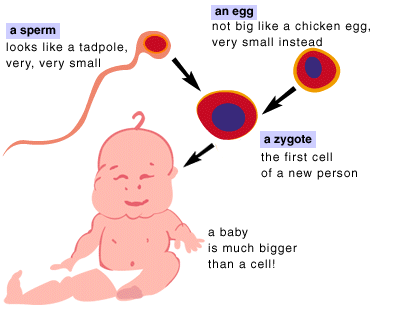 a sperm
looks like a tadpole,
very, very small
an egg
not big like a chicken egg,
very small instead
a zygote
the first cell
of a new person
a baby
is much bigger
than a cell!